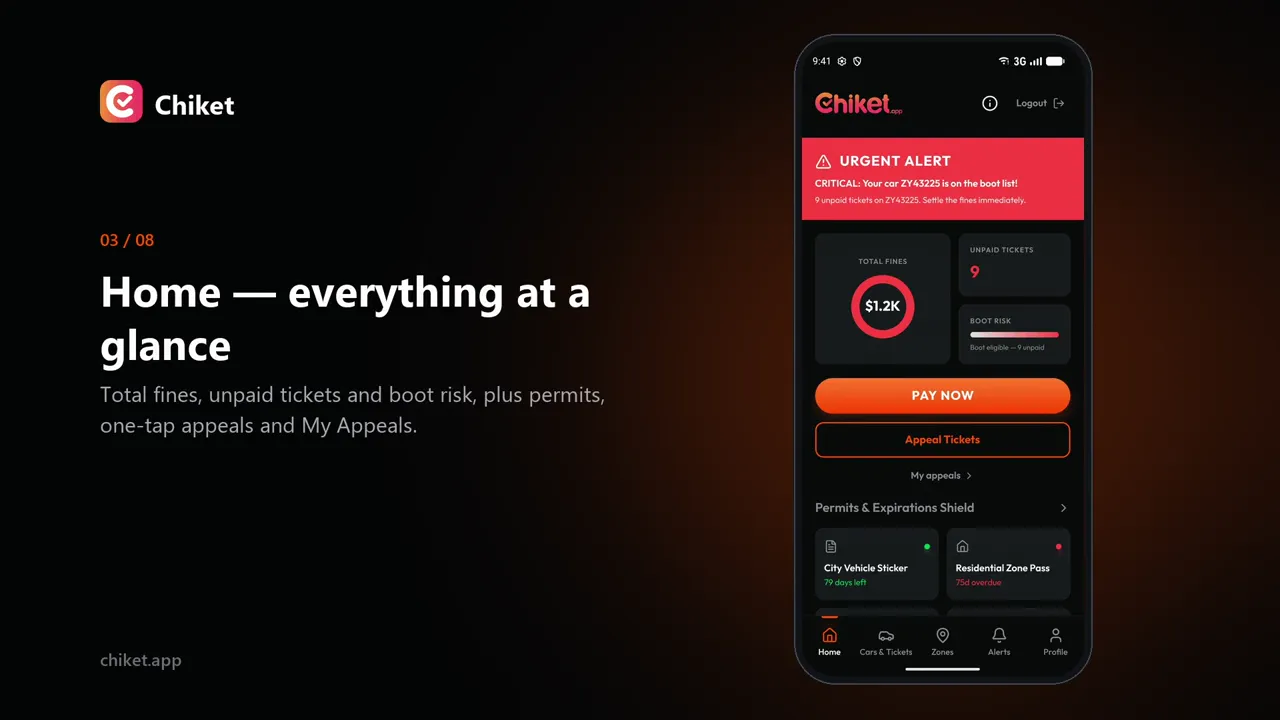 Chiket
03 / 08
Home — everything at a
glance
Total fines, unpaid tickets and boot risk, plus permits,
one-tap appeals and My Appeals.
chiket.app
9:41
3G
Chiket.app
Logout
URGENT ALERT
CRITICAL: Your car ZY43225 is on the boot list!
9 unpaid tickets on ZY43225. Settle the fines immediately.
TOTAL FINES
$1.2K
UNPAID TICKETS
9
BOOT RISK
Boot eligible — 9 unpaid
PAY NOW
Appeal Tickets
My appeals
Permits & Expirations Shield
City Vehicle Sticker
79 days left
Residential Zone Pass
75d overdue
Home
Cars & Tickets
Zones
Alerts
Profile